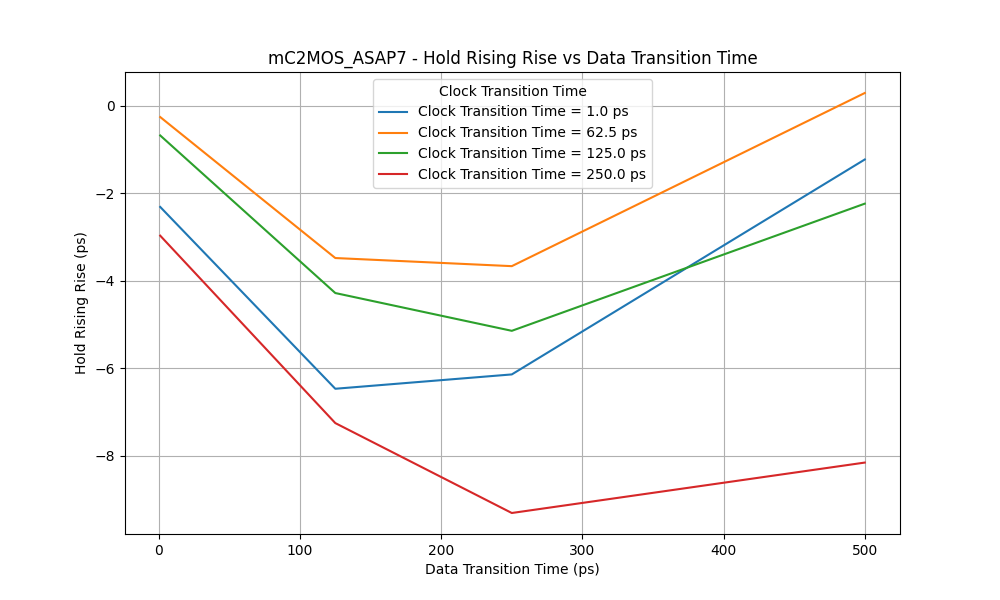 mC2MOS_ASAP7 - Hold Rising Rise vs Data Transition Time
Clock Transition Time
Clock Transition Time = 1.0 ps
Clock Transition Time = 62.5 ps
Clock Transition Time = 125.0 ps
Clock Transition Time = 250.0 ps
Hold Rising Rise (ps)
0
−2
−4
−6
−8
0 100 200 300 400 500
Data Transition Time (ps)